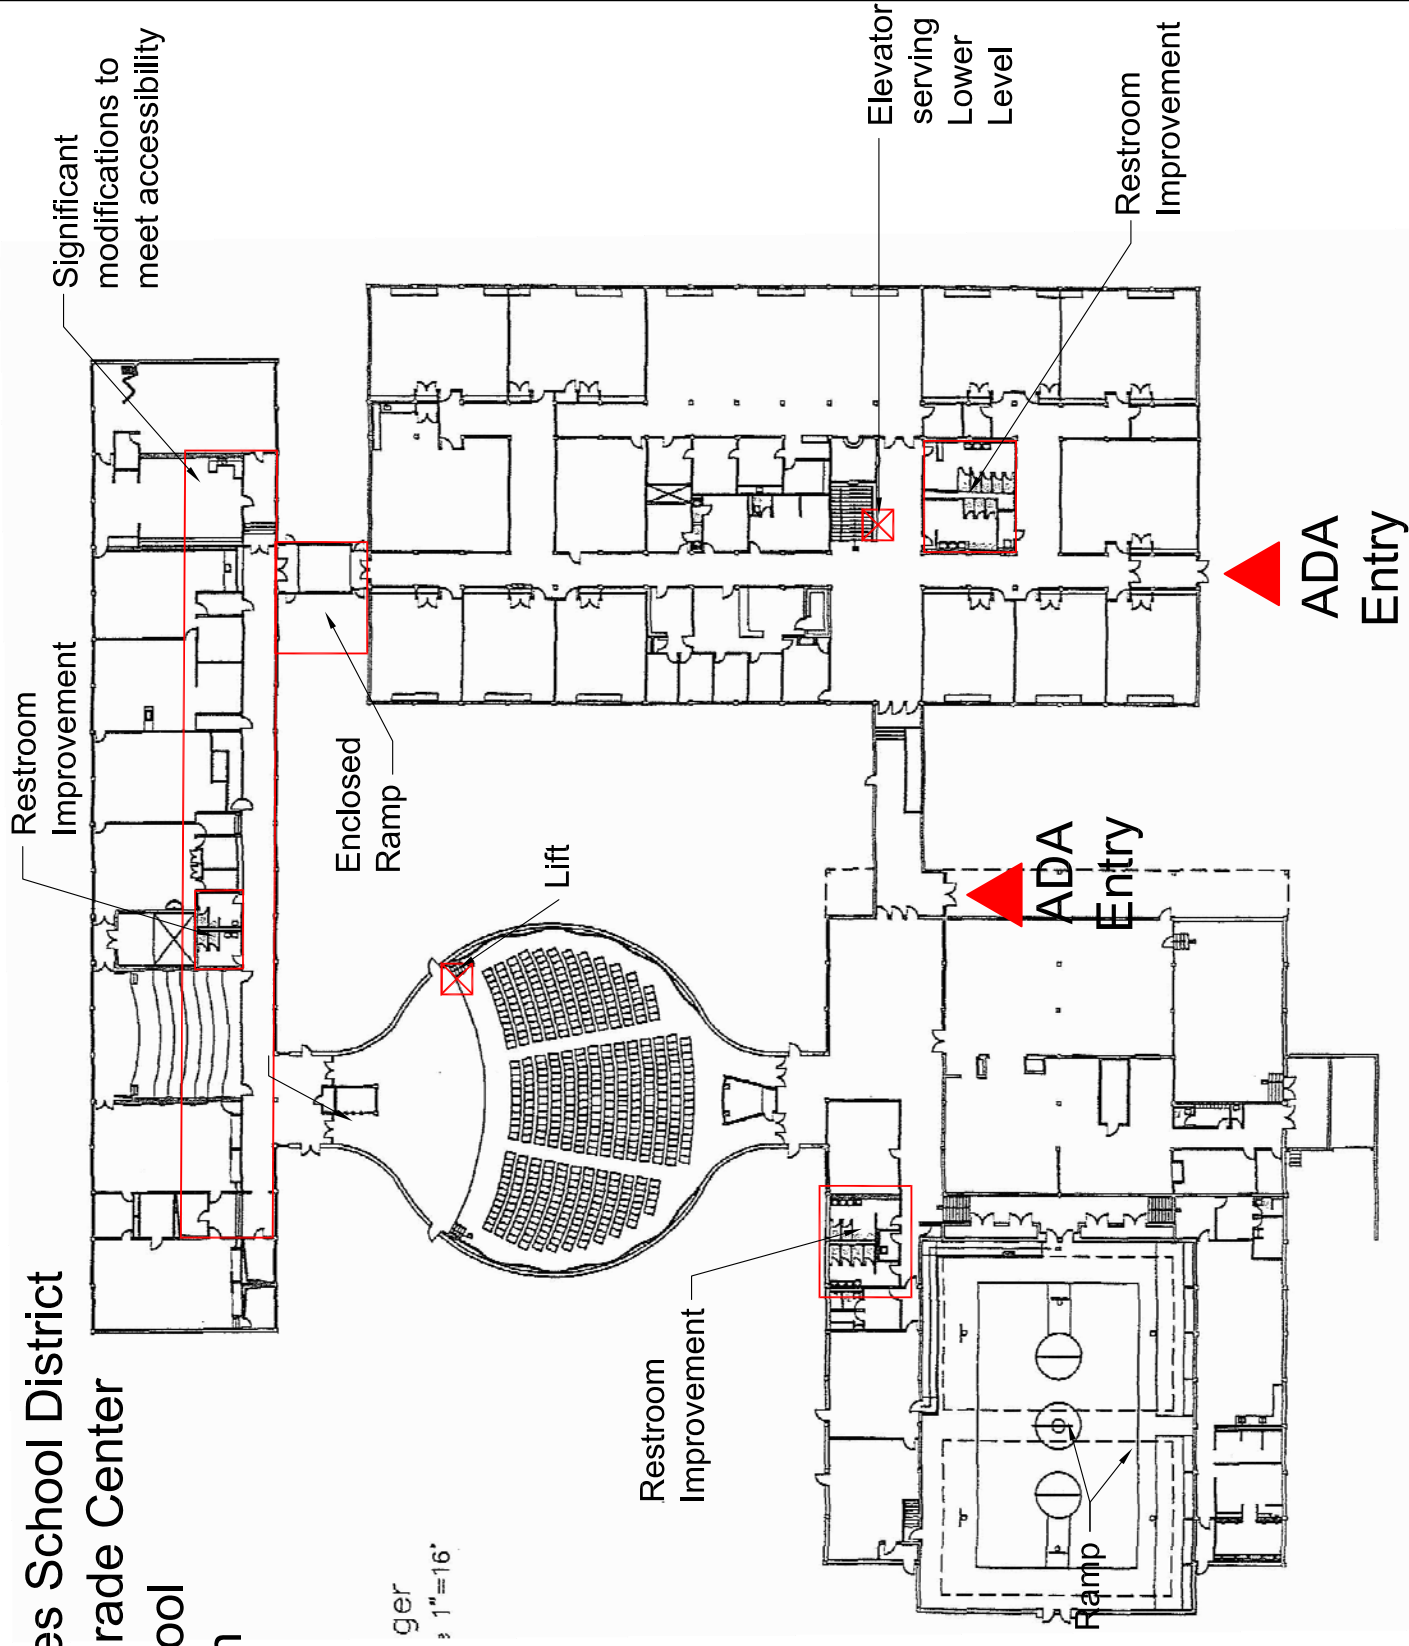 es School District
rade Center
ool
ger
1"=16'
Restroom
Improvement
Significant
modifications to
meet accessibility
Enclosed
Ramp
Lift
Restroom
Improvement
Ramp
ADA
Entry
Elevator
serving
Lower
Level
Restroom
Improvement
ADA
Entry